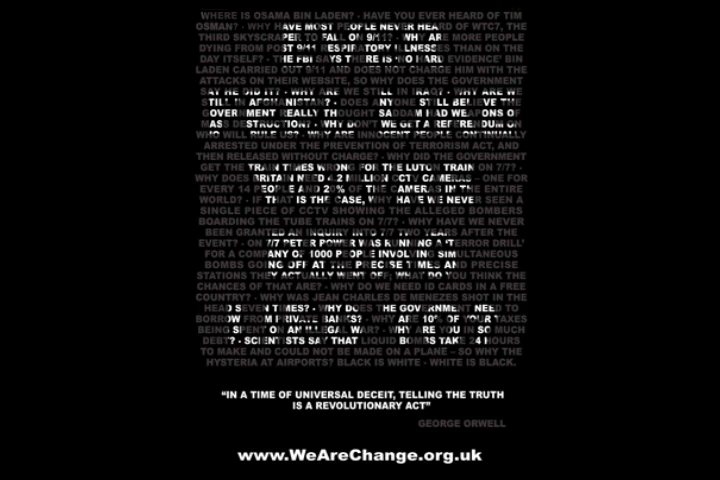 WHERE IS OSAMA BIN LADEN? - HAVE YOU EVER HEARD OF TIM
OSMAN? - WHY HAVE MOST PEOPLE NEVER HEARD OF WTC7, THE
THIRD SKYSCRAPER TO FALL ON 9/11? - WHY ARE MORE PEOPLE
DYING FROM POST 9/11 RESPIRATORY ILLNESSES THAN ON THE
DAY ITSELF? - THE FBI SAYS THERE IS 'NO HARD EVIDENCE' BIN
LADEN CARRIED OUT 9/11 AND DOES NOT CHARGE HIM WITH THE
ATTACKS ON THEIR WEBSITE, SO WHY DOES THE GOVERNMENT
SAY HE DID IT? - WHY ARE WE STILL IN IRAQ? - WHY ARE WE
STILL IN AFGHANISTAN? - DOES ANYONE STILL BELIEVE THE
GOVERNMENT REALLY THOUGHT SADDAM HAD WEAPONS OF
MASS DESTRUCTION? - WHY DON'T WE GET A REFERENDUM ON
WHO WILL RULE US? - WHY ARE INNOCENT PEOPLE CONTINUALLY
ARRESTED UNDER THE PREVENTION OF TERRORISM ACT, AND
THEN RELEASED WITHOUT CHARGE? - WHY DID THE GOVERNMENT
GET THE TRAIN TIMES WRONG FOR THE LUTON TRAIN ON 7/7? -
WHY DOES BRITAIN NEED 4.2 MILLION CCTV CAMERAS - ONE FOR
EVERY 14 PEOPLE AND 20% OF THE CAMERAS IN THE ENTIRE
WORLD? - IF THAT IS THE CASE, WHY HAVE WE NEVER SEEN A
SINGLE PIECE OF CCTV SHOWING THE ALLEGED BOMBERS
BOARDING THE TUBE TRAINS ON 7/7? - WHY HAVE WE NEVER
BEEN GRANTED AN INQUIRY INTO 7/7 TWO YEARS AFTER THE
EVENT? - ON 7/7 PETER POWER WAS RUNNING A 'TERROR DRILL'
FOR A COMPANY OF 1000 PEOPLE INVOLVING SIMULTANEOUS
BOMBS GOING OFF AT THE PRECISE TIMES AND PRECISE
STATIONS THEY ACTUALLY WENT OFF; WHAT DO YOU THINK THE
CHANCES OF THAT ARE? - WHY DO WE NEED ID CARDS IN A FREE
COUNTRY? - WHY WAS JEAN CHARLES DE MENEZES SHOT IN THE
HEAD SEVEN TIMES? - WHY DOES THE GOVERNMENT NEED TO
BORROW FROM PRIVATE BANKS? - WHY ARE 10% OF YOUR TAXES
BEING SPENT ON AN ILLEGAL WAR? - WHY ARE YOU IN SO MUCH
DEBT? - SCIENTISTS SAY THAT LIQUID BOMBS TAKE 24 HOURS
TO MAKE AND COULD NOT BE MADE ON A PLANE – SO WHY THE
HYSTERIA AT AIRPORTS? BLACK IS WHITE - WHITE IS BLACK.
“IN A TIME OF UNIVERSAL DECEIT, TELLING THE TRUTH
IS A REVOLUTIONARY ACT”
GEORGE ORWELL
www.WeAreChange.org.uk